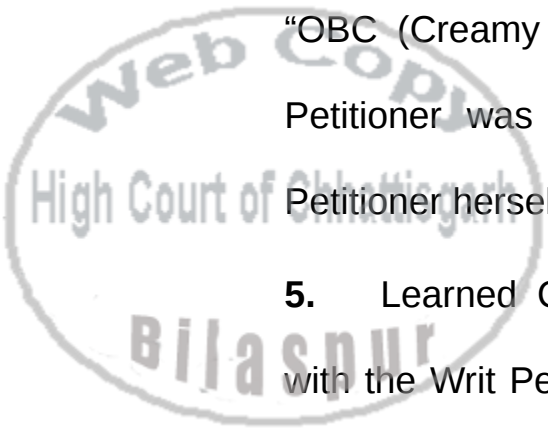 “OBC (Creamy
Petitioner was
Petitioner hersel
5. Learned
with the Writ Pe
Web Copy
High Court of Chhattisgarh
Bilaspur